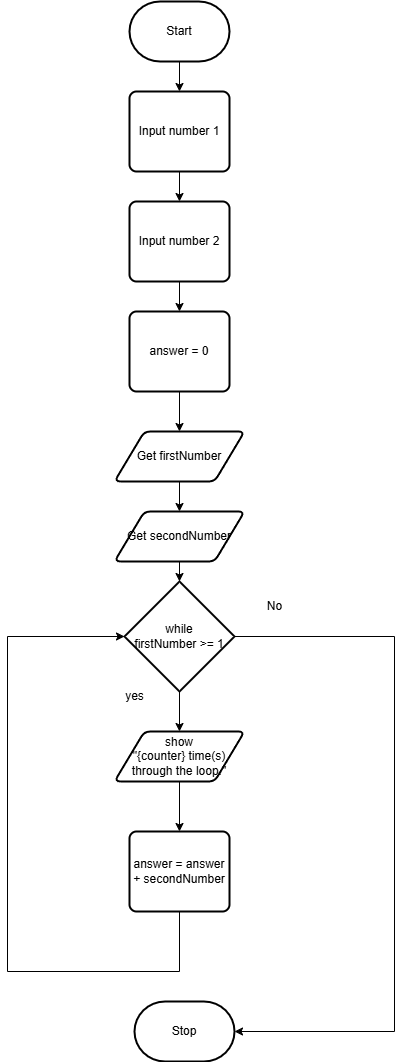 Start
Input number 1
Input number 2
answer = 0
Get firstNumber
Get secondNumber
while
firstNumber >= 1
No
yes
show
"{counter} time(s)
through the loop."
answer = answer
+ secondNumber
Stop